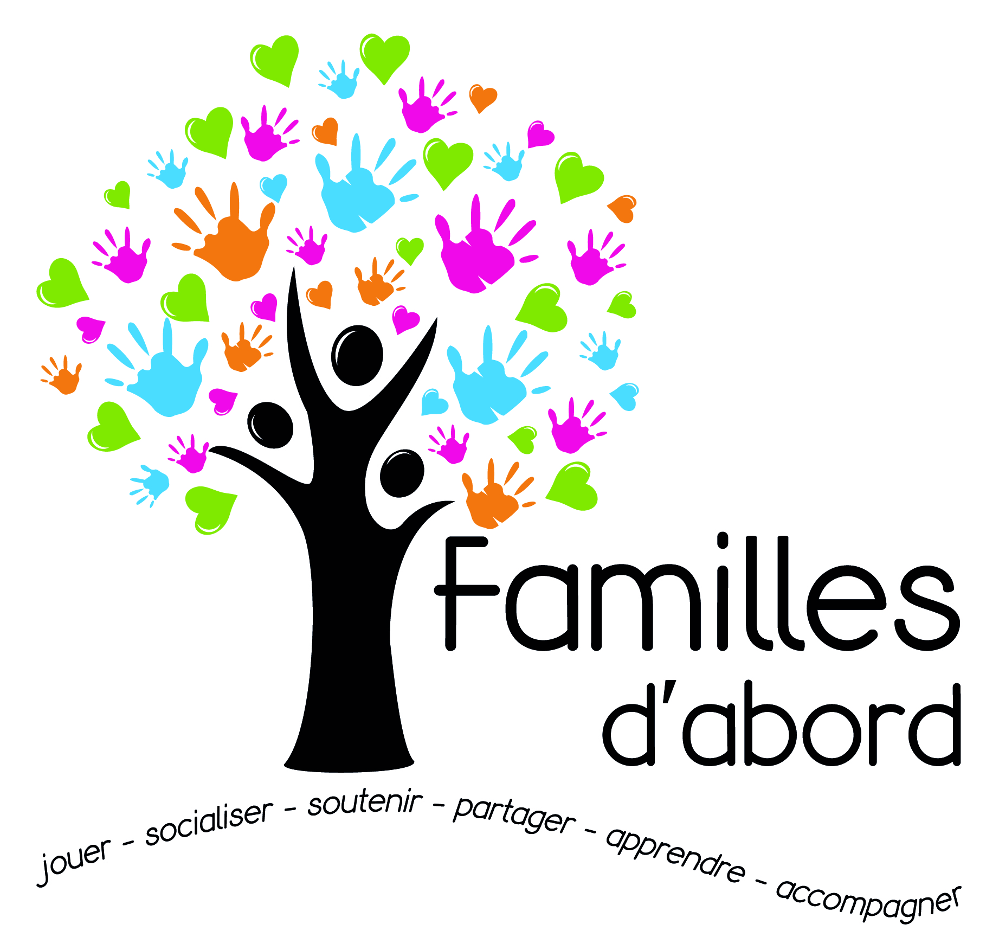 Familles
d'abord
jouer - socialiser - soutenir - partager - apprendre - accompagner